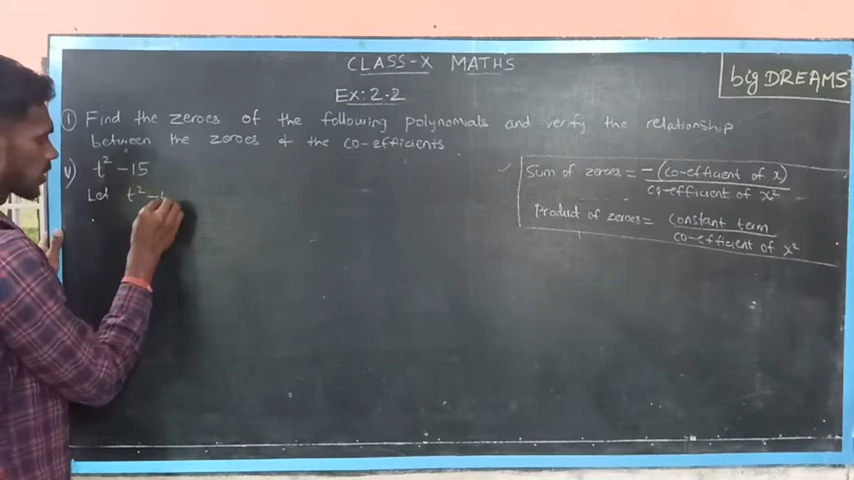 CLASS-X MATHS
big DREAMS
Ex: 2.2
① Find the zeroes of the following polynomials and verify the relationship
between the zeroes & the co-efficients
v) t² - 15
Let t² -
Sum of zeroes = -(co-efficient of x) / co-efficient of x²
Product of zeroes = constant term / co-efficient of x²